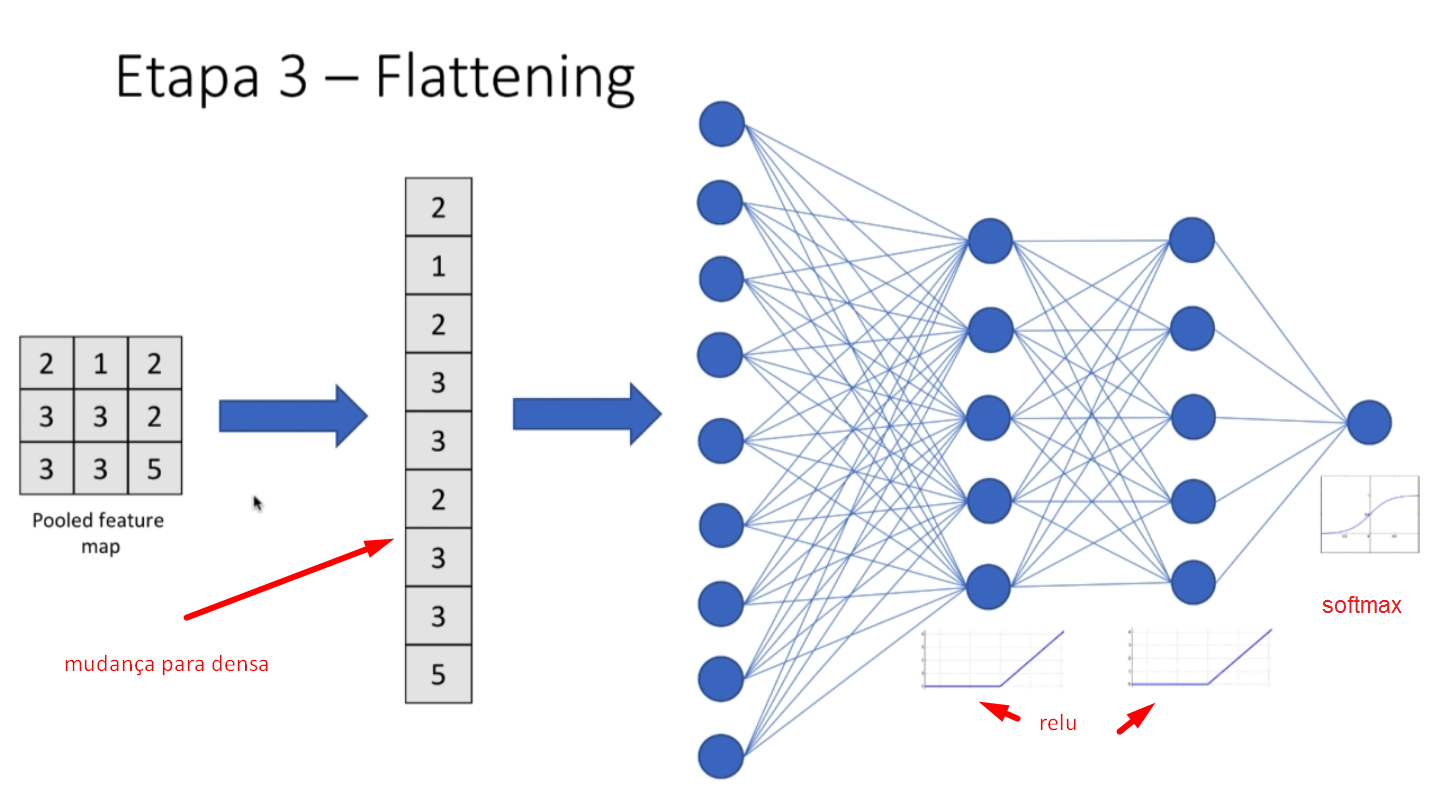 Etapa 3 – Flattening
2 1 2
3 3 2
3 3 5
Pooled feature
map
mudança para densa
2
1
2
3
3
2
3
3
5
relu
softmax